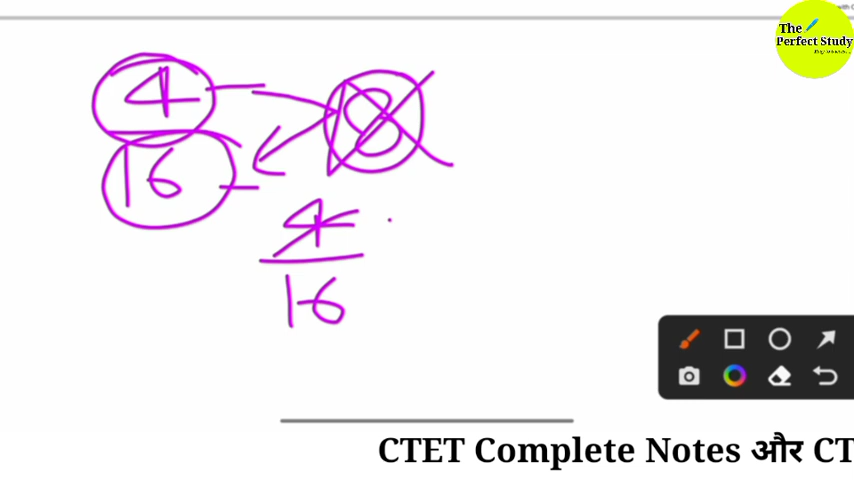 The
Perfect Study
4 8
16
4
16
CTET Complete Notes और CT